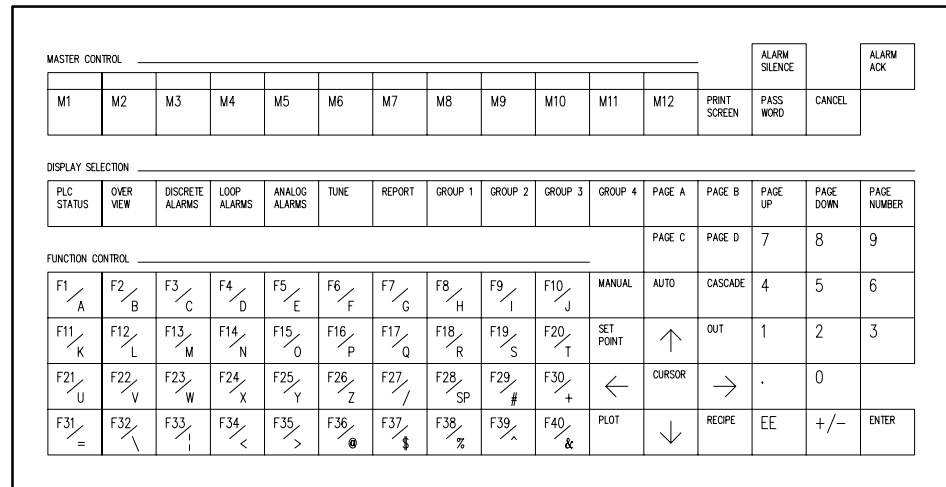 MASTER CONTROL
ALARM SILENCE ALARM ACK
M1 M2 M3 M4 M5 M6 M7 M8 M9 M10 M11 M12 PRINT SCREEN PASS WORD CANCEL
DISPLAY SELECTION
PLC STATUS OVER VIEW DISCRETE ALARMS LOOP ALARMS ANALOG ALARMS TUNE REPORT GROUP 1 GROUP 2 GROUP 3 GROUP 4 PAGE A PAGE B PAGE UP PAGE DOWN PAGE NUMBER
PAGE C PAGE D 7 8 9
FUNCTION CONTROL
F1/A F2/B F3/C F4/D F5/E F6/F F7/G F8/H F9/I F10/J MANUAL AUTO CASCADE 4 5 6
F11/K F12/L F13/M F14/N F15/O F16/P F17/Q F18/R F19/S F20/T SET POINT ↑ OUT 1 2 3
F21/U F22/V F23/W F24/X F25/Y F26/Z F27// F28/SP F29/# F30/+ ← CURSOR → . 0
F31/= F32/\ F33/¦ F34/< F35/> F36/@ F37/$ F38/% F39/^ F40/& PLOT ↓ RECIPE EE +/− ENTER